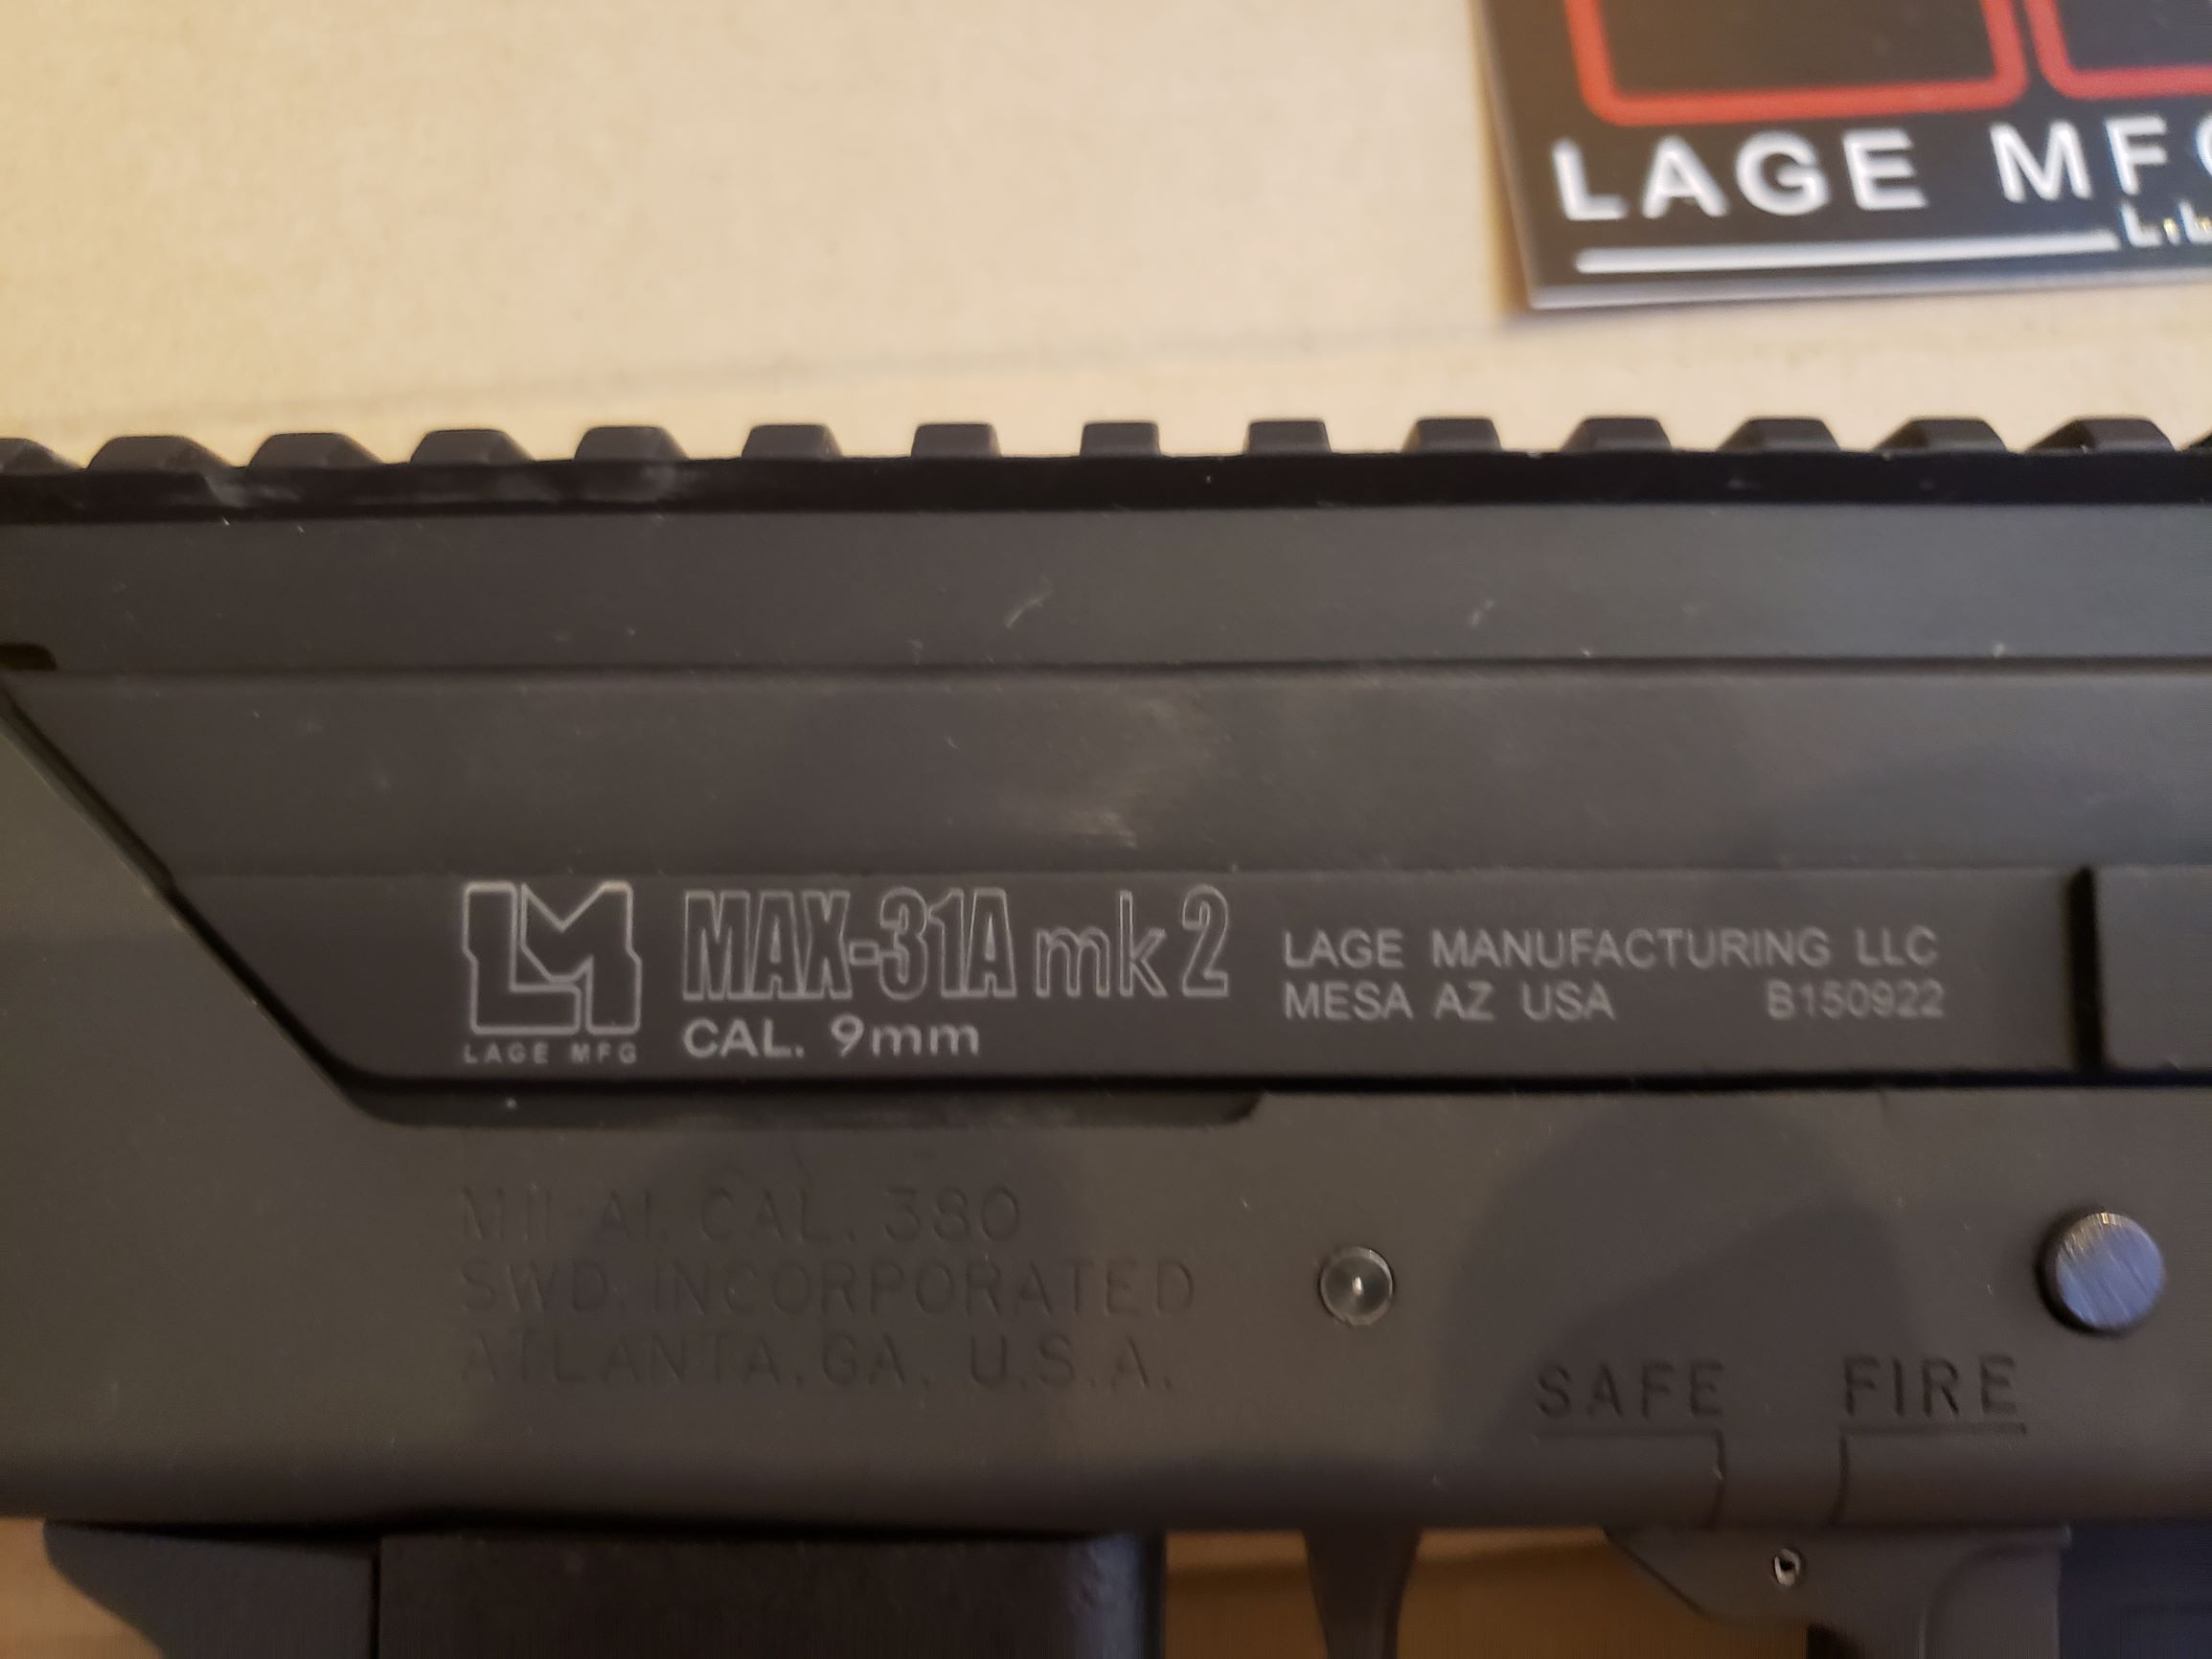 LAGE MFG
LAGE MFG
MAX-31A mk 2
CAL. 9mm
LAGE MANUFACTURING LLC
MESA AZ USA B150922
M11-A1. CAL. 380
SWD. INCORPORATED
ATLANTA. GA. U.S.A.
SAFE FIRE